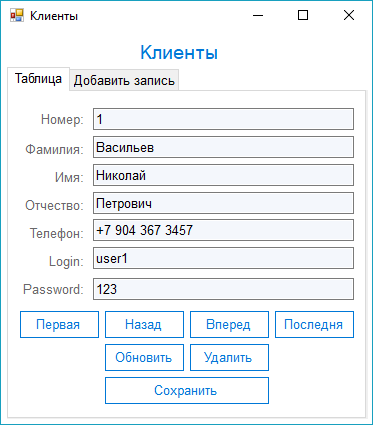 Клиенты
Клиенты
Таблица Добавить запись
Номер: 1
Фамилия: Васильев
Имя: Николай
Отчество: Петрович
Телефон: +7 904 367 3457
Login: user1
Password: 123
Первая Назад Вперед Последня
Обновить Удалить
Сохранить